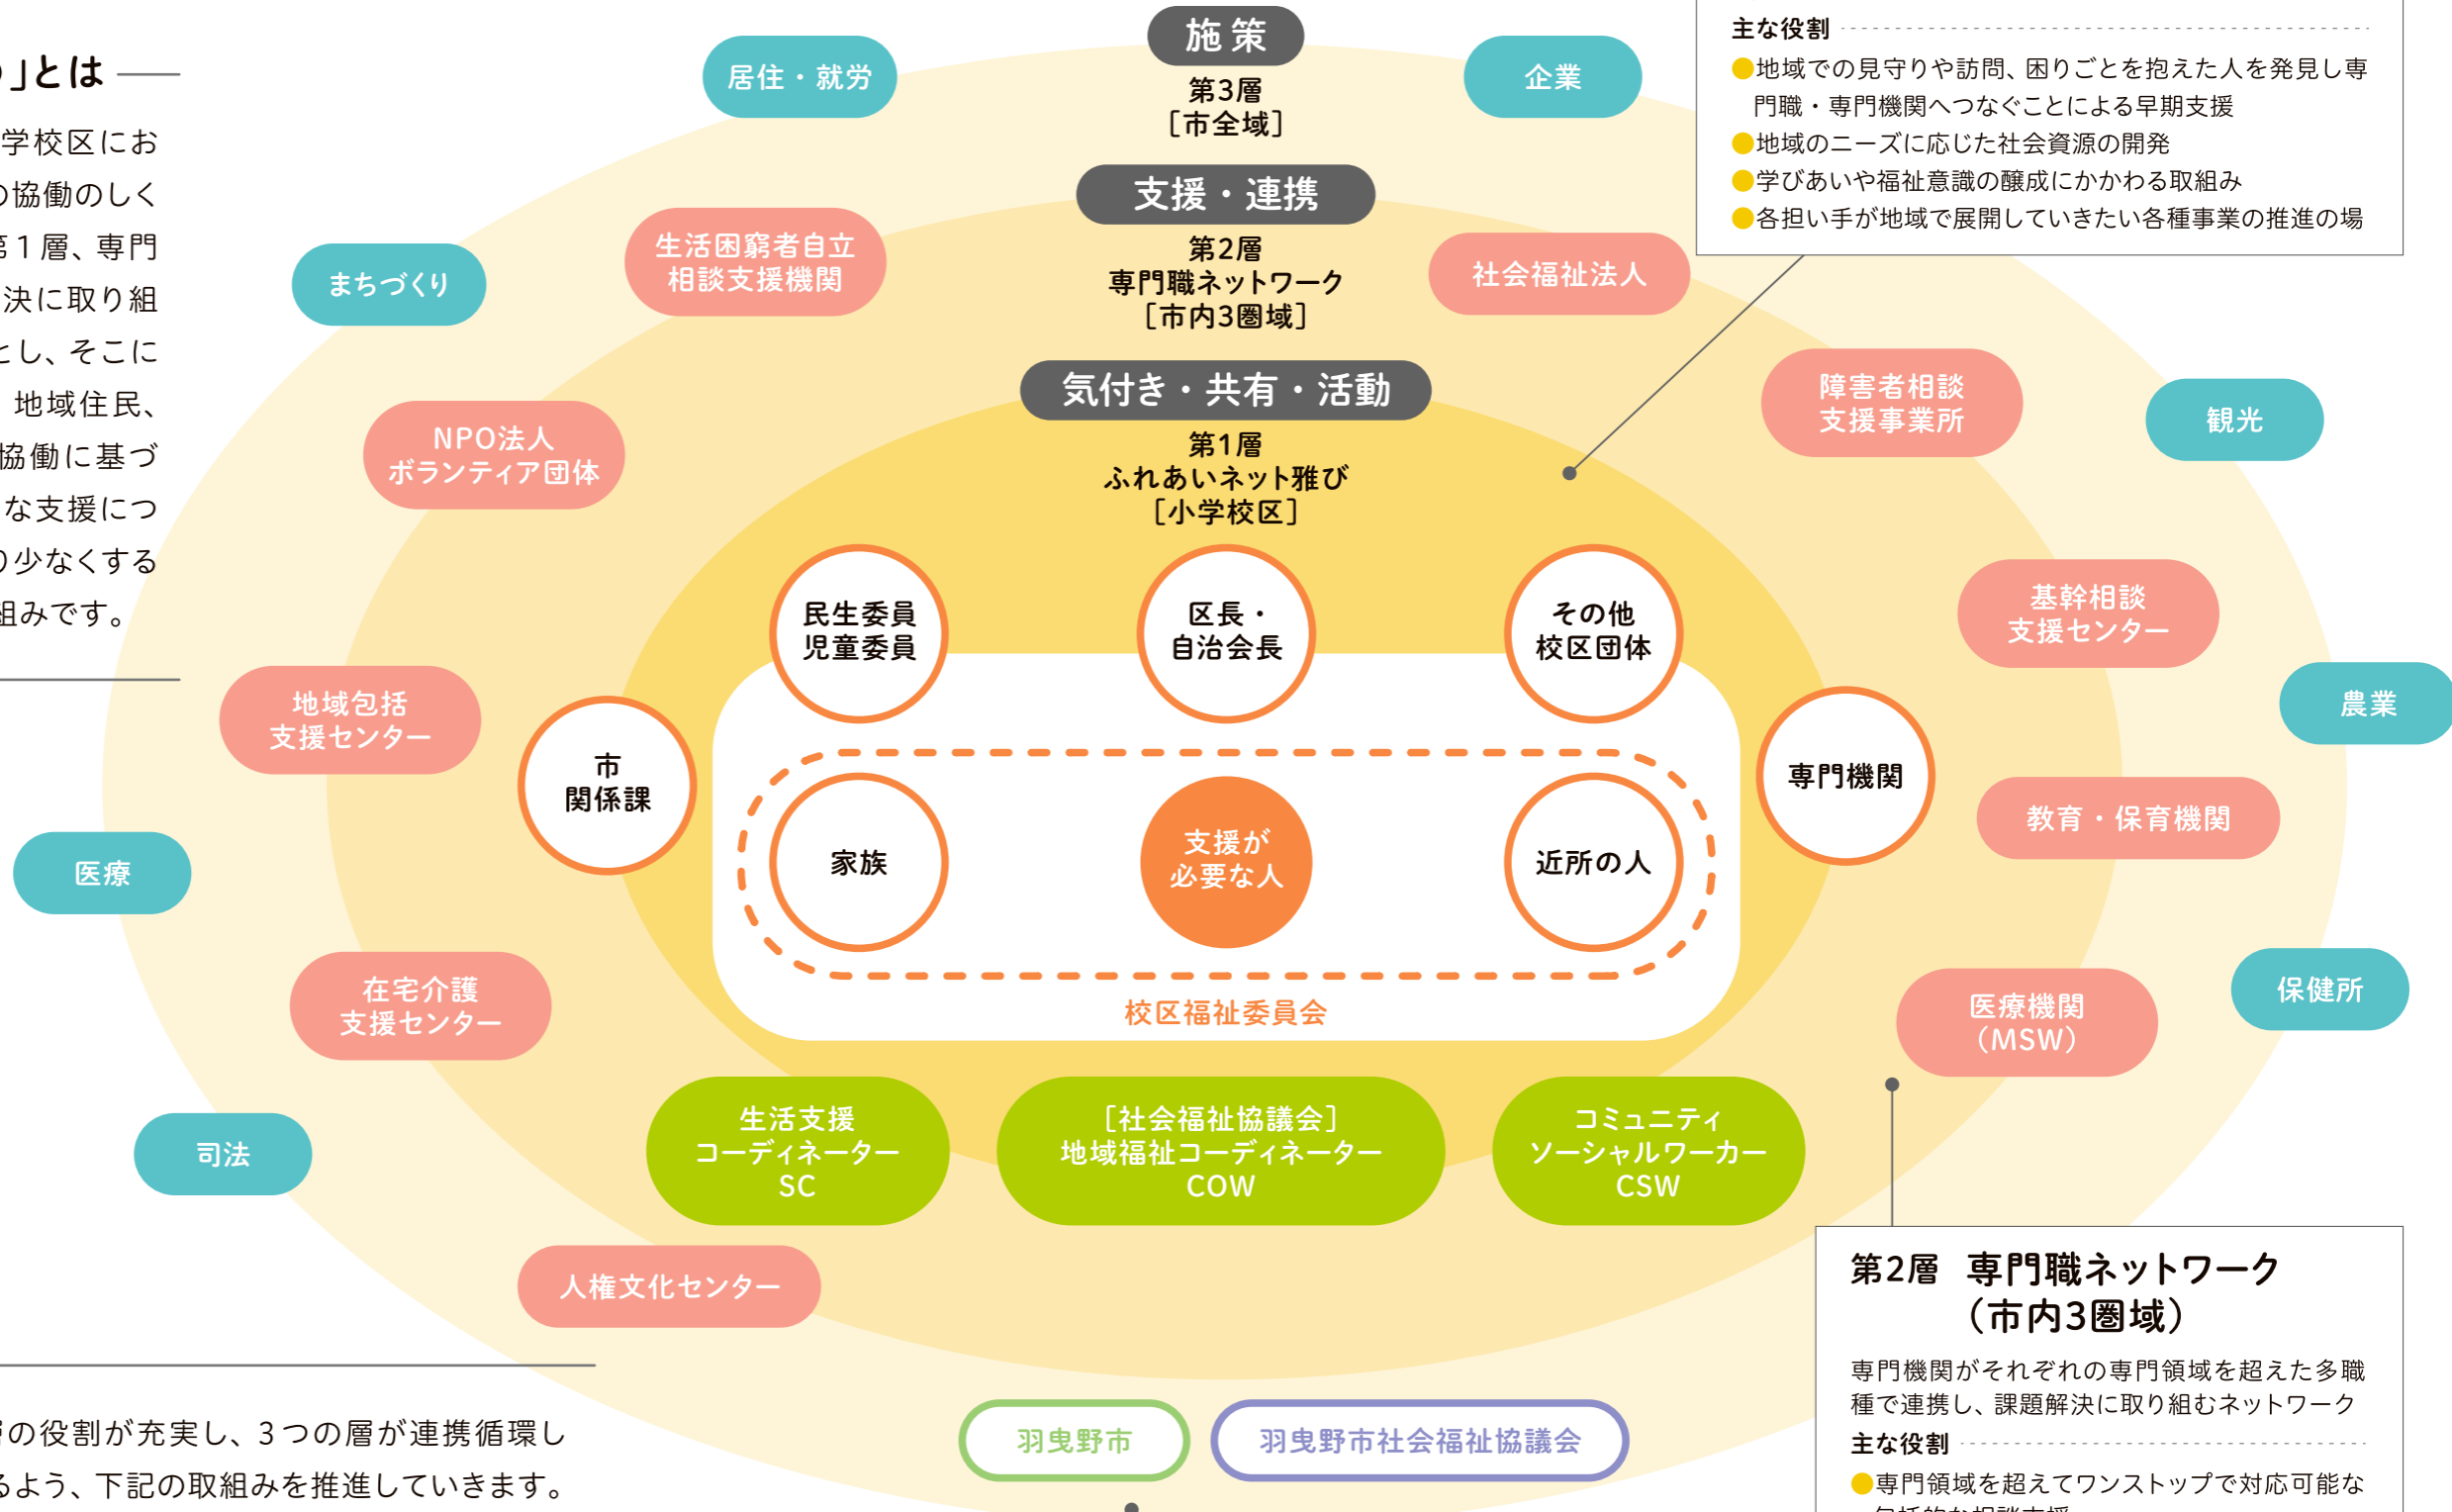 」とは
学校区にお
の協働のしく
第1層、専門
決に取り組
とし、そこに
地域住民、
協働に基づ
な支援につ
り少なくする
組みです。
施策
第3層
［市全域］
支援・連携
第2層
専門職ネットワーク
［市内3圏域］
気付き・共有・活動
第1層
ふれあいネット雅び
［小学校区］
居住・就労
企業
まちづくり
生活困窮者自立
相談支援機関
社会福祉法人
NPO法人
ボランティア団体
障害者相談
支援事業所
観光
主な役割
●地域での見守りや訪問、困りごとを抱えた人を発見し専
門職・専門機関へつなぐことによる早期支援
●地域のニーズに応じた社会資源の開発
●学びあいや福祉意識の醸成にかかわる取組み
●各担い手が地域で展開していきたい各種事業の推進の場
民生委員
児童委員
区長・
自治会長
その他
校区団体
基幹相談
支援センター
地域包括
支援センター
市
関係課
専門機関
農業
家族
支援が
必要な人
近所の人
教育・保育機関
医療
校区福祉委員会
在宅介護
支援センター
医療機関
（MSW）
保健所
司法
生活支援
コーディネーター
SC
［社会福祉協議会］
地域福祉コーディネーター
COW
コミュニティ
ソーシャルワーカー
CSW
人権文化センター
羽曳野市
羽曳野市社会福祉協議会
第2層 専門職ネットワーク
（市内3圏域）
専門機関がそれぞれの専門領域を超えた多職
種で連携し、課題解決に取り組むネットワーク
主な役割
●専門領域を超えてワンストップで対応可能な
包括的な相談支援
層の役割が充実し、3つの層が連携循環し
るよう、下記の取組みを推進していきます。